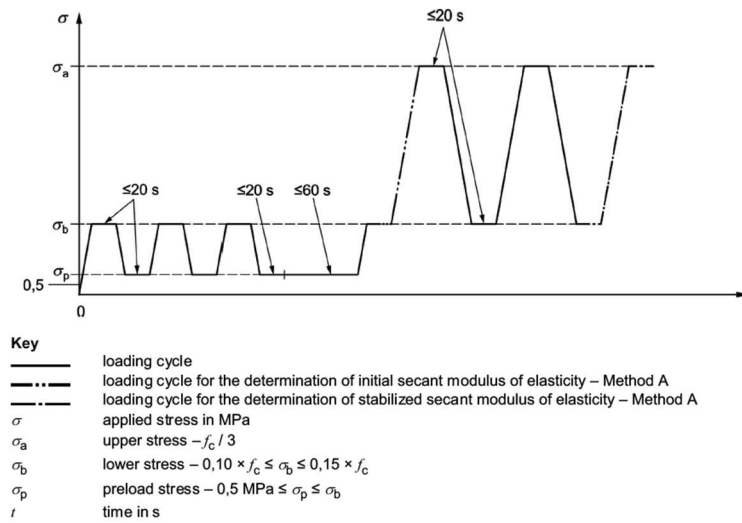 σ
≤20 s
σa
≤20 s
≤20 s
≤60 s
σb
σp
0,5
0
Key
loading cycle
loading cycle for the determination of initial secant modulus of elasticity – Method A
loading cycle for the determination of stabilized secant modulus of elasticity – Method A
σ applied stress in MPa
σa upper stress – fc / 3
σb lower stress – 0,10 × fc ≤ σb ≤ 0,15 × fc
σp preload stress – 0,5 MPa ≤ σp ≤ σb
t time in s